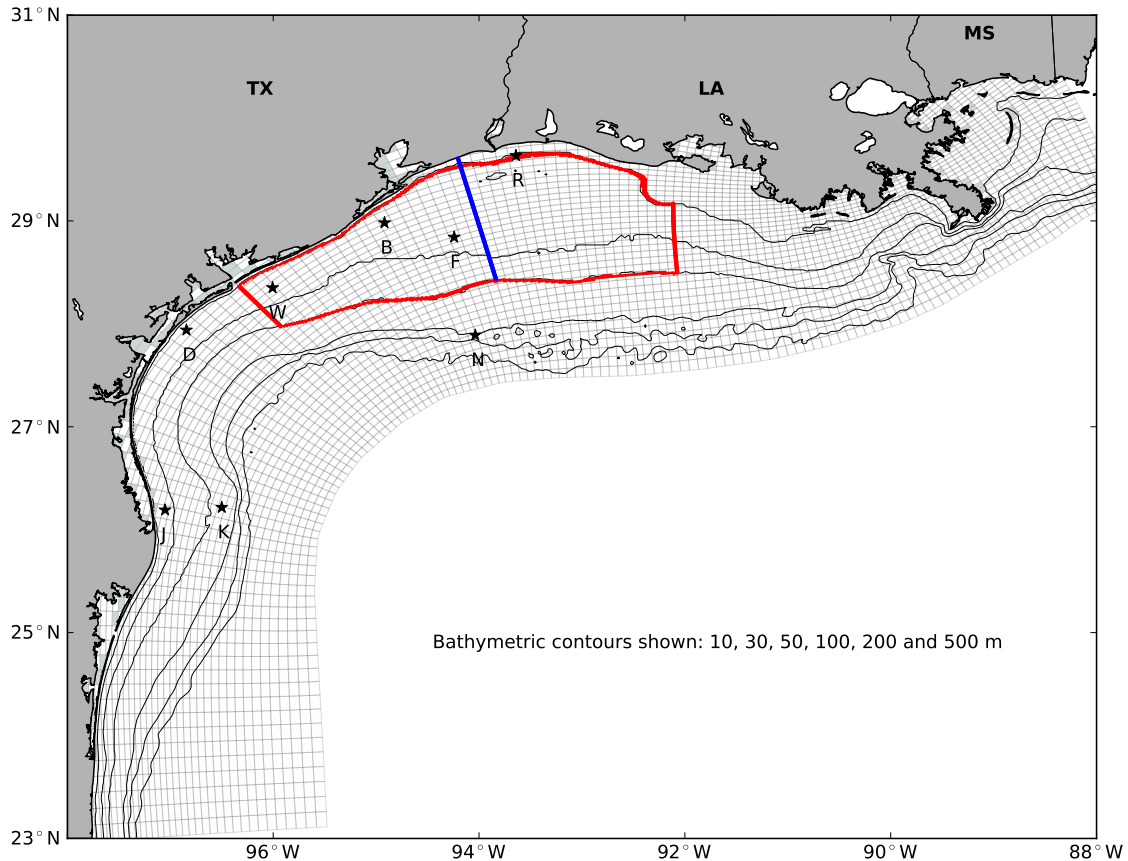 31°N
MS
TX
LA
R
29°N
B
F
W
D
N
27°N
J
K
25°N
Bathymetric contours shown: 10, 30, 50, 100, 200 and 500 m
23°N
96°W
94°W
92°W
90°W
88°W